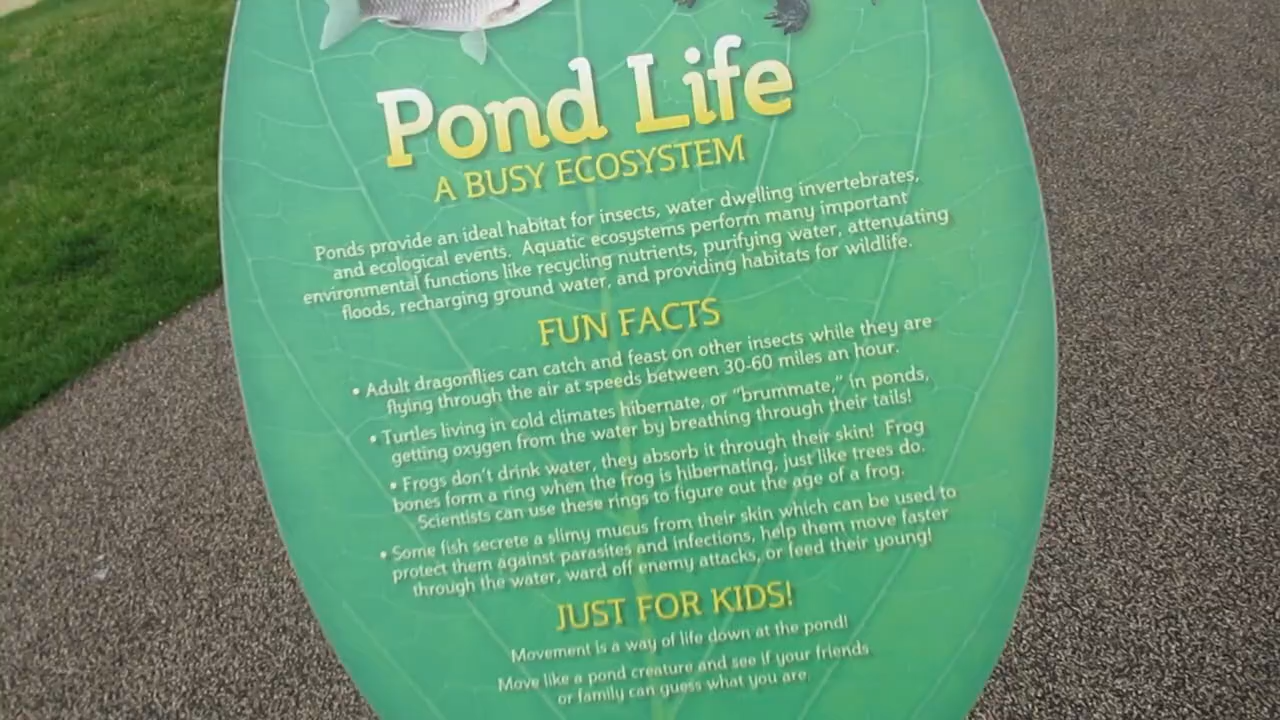 Pond Life
A BUSY ECOSYSTEM
Ponds provide an ideal habitat for insects, water dwelling invertebrates,
and ecological events. Aquatic ecosystems perform many important
environmental functions like recycling nutrients, purifying water, attenuating
floods, recharging ground water, and providing habitats for wildlife.
FUN FACTS
• Adult dragonflies can catch and feast on other insects while they are
flying through the air at speeds between 30-60 miles an hour.
• Turtles living in cold climates hibernate, or “brummate,” in ponds,
getting oxygen from the water by breathing through their tails!
• Frogs don't drink water, they absorb it through their skin! Frog
bones form a ring when the frog is hibernating, just like trees do.
Scientists can use these rings to figure out the age of a frog.
• Some fish secrete a slimy mucus from their skin which can be used to
protect them against parasites and infections, help them move faster
through the water, ward off enemy attacks, or feed their young!
JUST FOR KIDS!
Movement is a way of life down at the pond!
Move like a pond creature and see if your friends
or family can guess what you are.